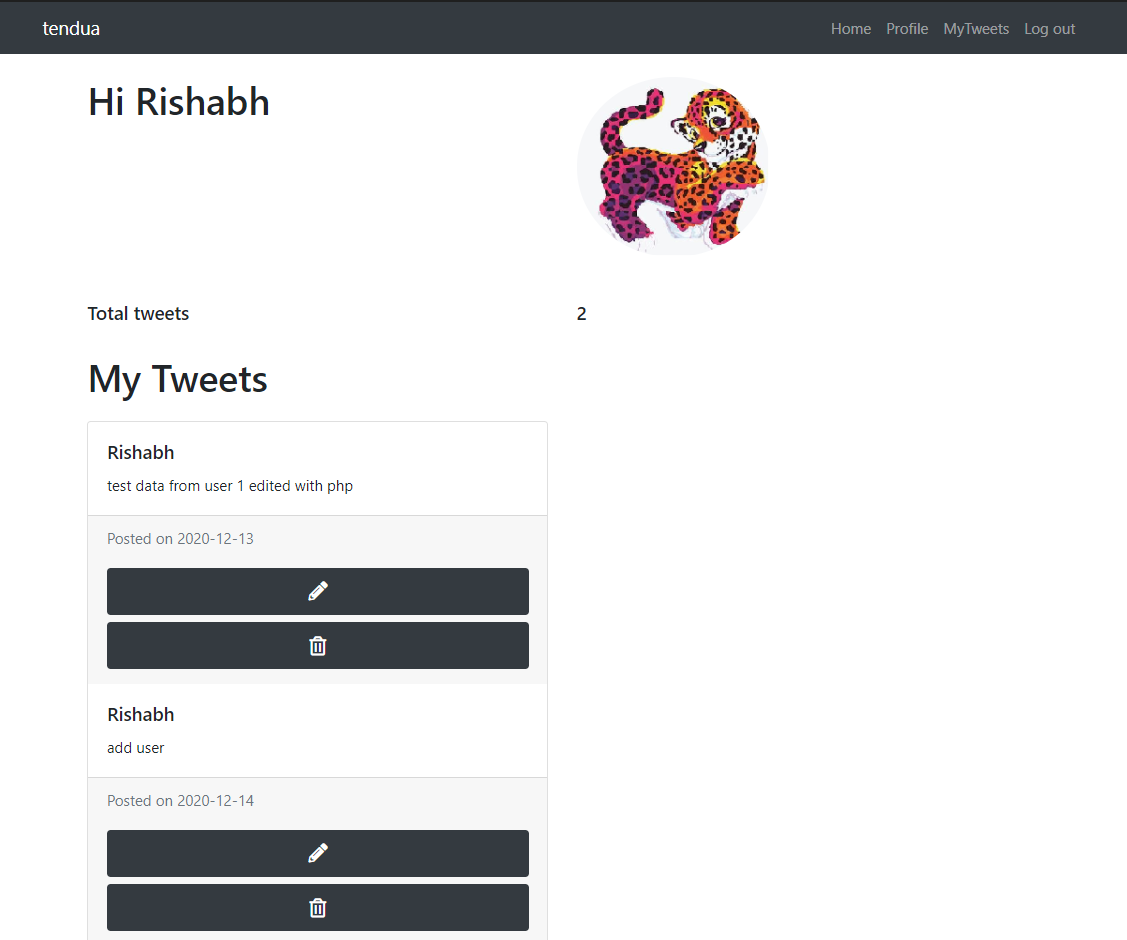 tendua
Home Profile MyTweets Log out
Hi Rishabh
Total tweets 2
My Tweets
Rishabh
test data from user 1 edited with php
Posted on 2020-12-13
Rishabh
add user
Posted on 2020-12-14